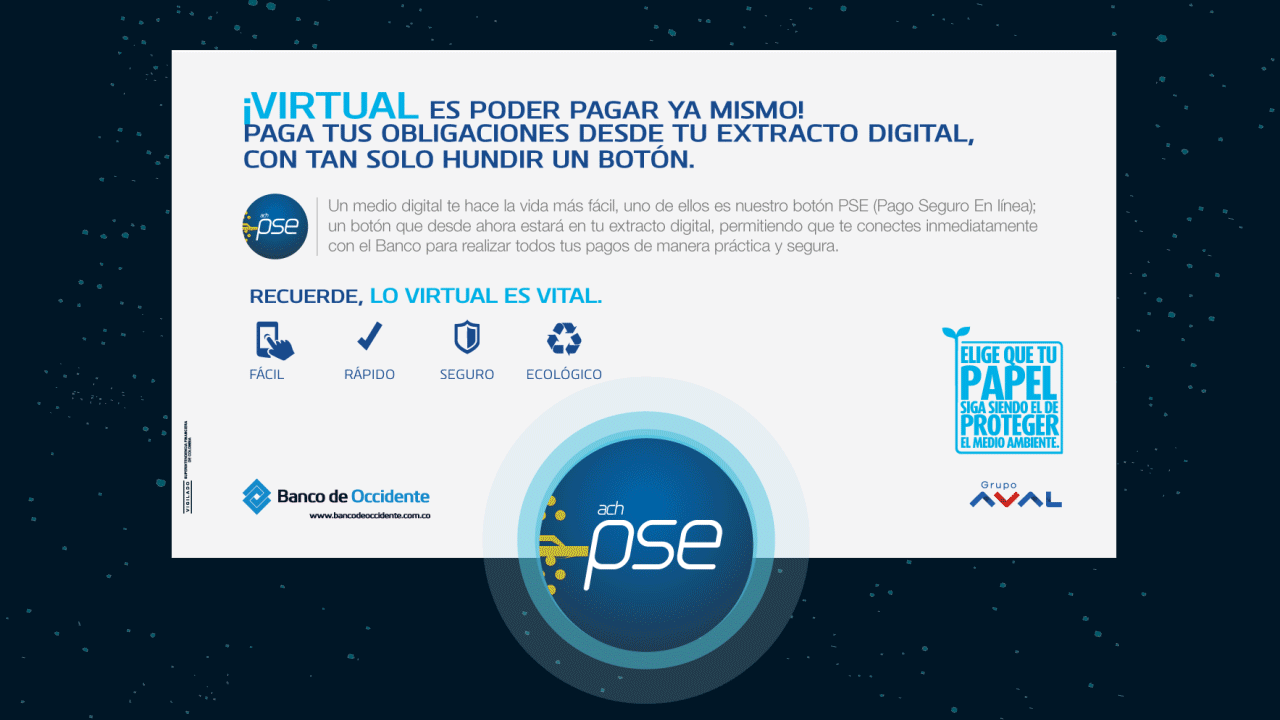 ¡VIRTUAL ES PODER PAGAR YA MISMO!
PAGA TUS OBLIGACIONES DESDE TU EXTRACTO DIGITAL,
CON TAN SOLO HUNDIR UN BOTÓN.
ach
pse
Un medio digital te hace la vida más fácil, uno de ellos es nuestro botón PSE (Pago Seguro En línea);
un botón que desde ahora estará en tu extracto digital, permitiendo que te conectes inmediatamente
con el Banco para realizar todos tus pagos de manera práctica y segura.
RECUERDE, LO VIRTUAL ES VITAL.
FÁCIL RÁPIDO SEGURO ECOLÓGICO
ELIGE QUE TU
PAPEL
SIGA SIENDO EL DE
PROTEGER
EL MEDIO AMBIENTE.
VIGILADO SUPERINTENDENCIA FINANCIERA
DE COLOMBIA
Banco de Occidente
www.bancodeoccidente.com.co
ach
pse
Grupo
AVAL